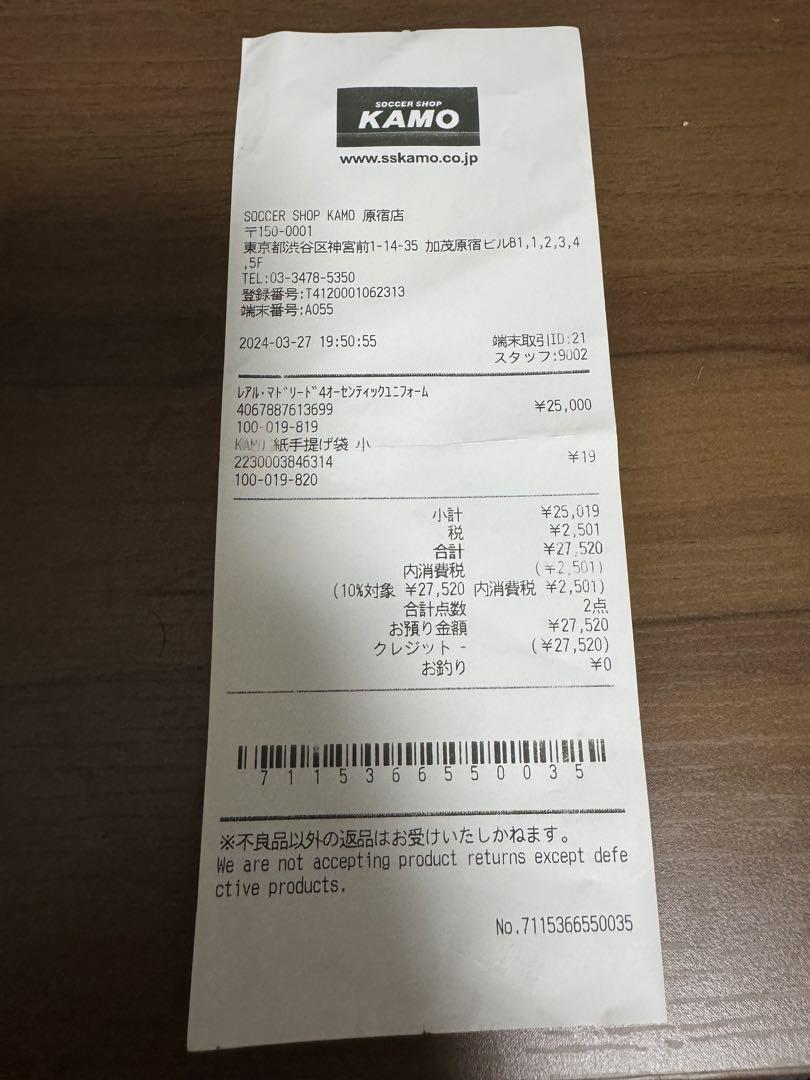 SOCCER SHOP
KAMO
www.sskamo.co.jp
SOCCER SHOP KAMO 原宿店
〒150-0001
東京都渋谷区神宮前1-14-35 加茂原宿ビルB1,1,2,3,4
,5F
TEL:03-3478-5350
登録番号:T4120001062313
端末番号:A055
2024-03-27 19:50:55 端末取引ID:21
スタッフ:9002
ﾚｱﾙ・ﾏﾄﾞﾘｰﾄﾞ4ｵｰｾﾝﾃｨｯｸﾕﾆﾌｫｰﾑ
4067887613699 ¥25,000
100-019-819
KAMO 紙手提げ袋 小
2230003846314 ¥19
100-019-820
小計 ¥25,019
税 ¥2,501
合計 ¥27,520
内消費税 (¥2,501)
(10%対象 ¥27,520 内消費税 ¥2,501)
合計点数 2点
お預り金額 ¥27,520
クレジット - (¥27,520)
お釣り ¥0
7115366550035
※不良品以外の返品はお受けいたしかねます。
We are not accepting product returns except defe
ctive products.
No.7115366550035